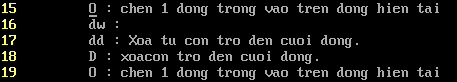 15 O : chen 1 dong trong vao tren dong hien tai
16 dw :
17 dd : Xoa tu con tro den cuoi dong.
18 D : xoacon tro den cuoi dong.
19 O : chen 1 dong trong vao tren dong hien tai